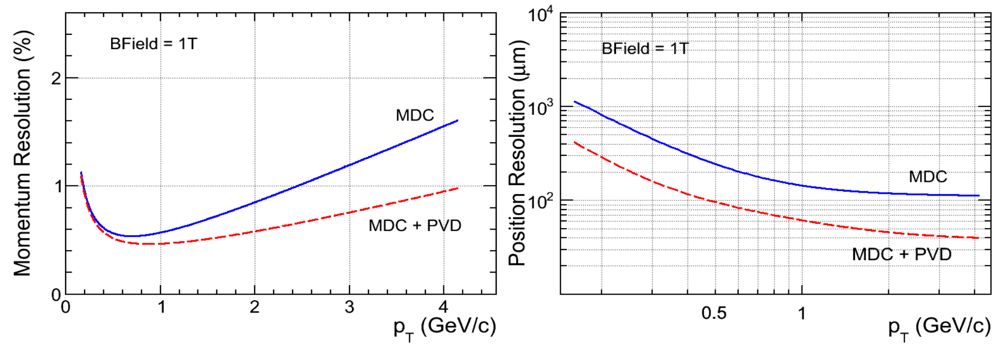 Momentum Resolution (%)
BField = 1T
2
MDC
1
MDC + PVD
0
0 1 2 3 4
p_T (GeV/c)
Position Resolution (μm)
10^4
BField = 1T
10^3
MDC
10^2
MDC + PVD
0.5 1
p_T (GeV/c)